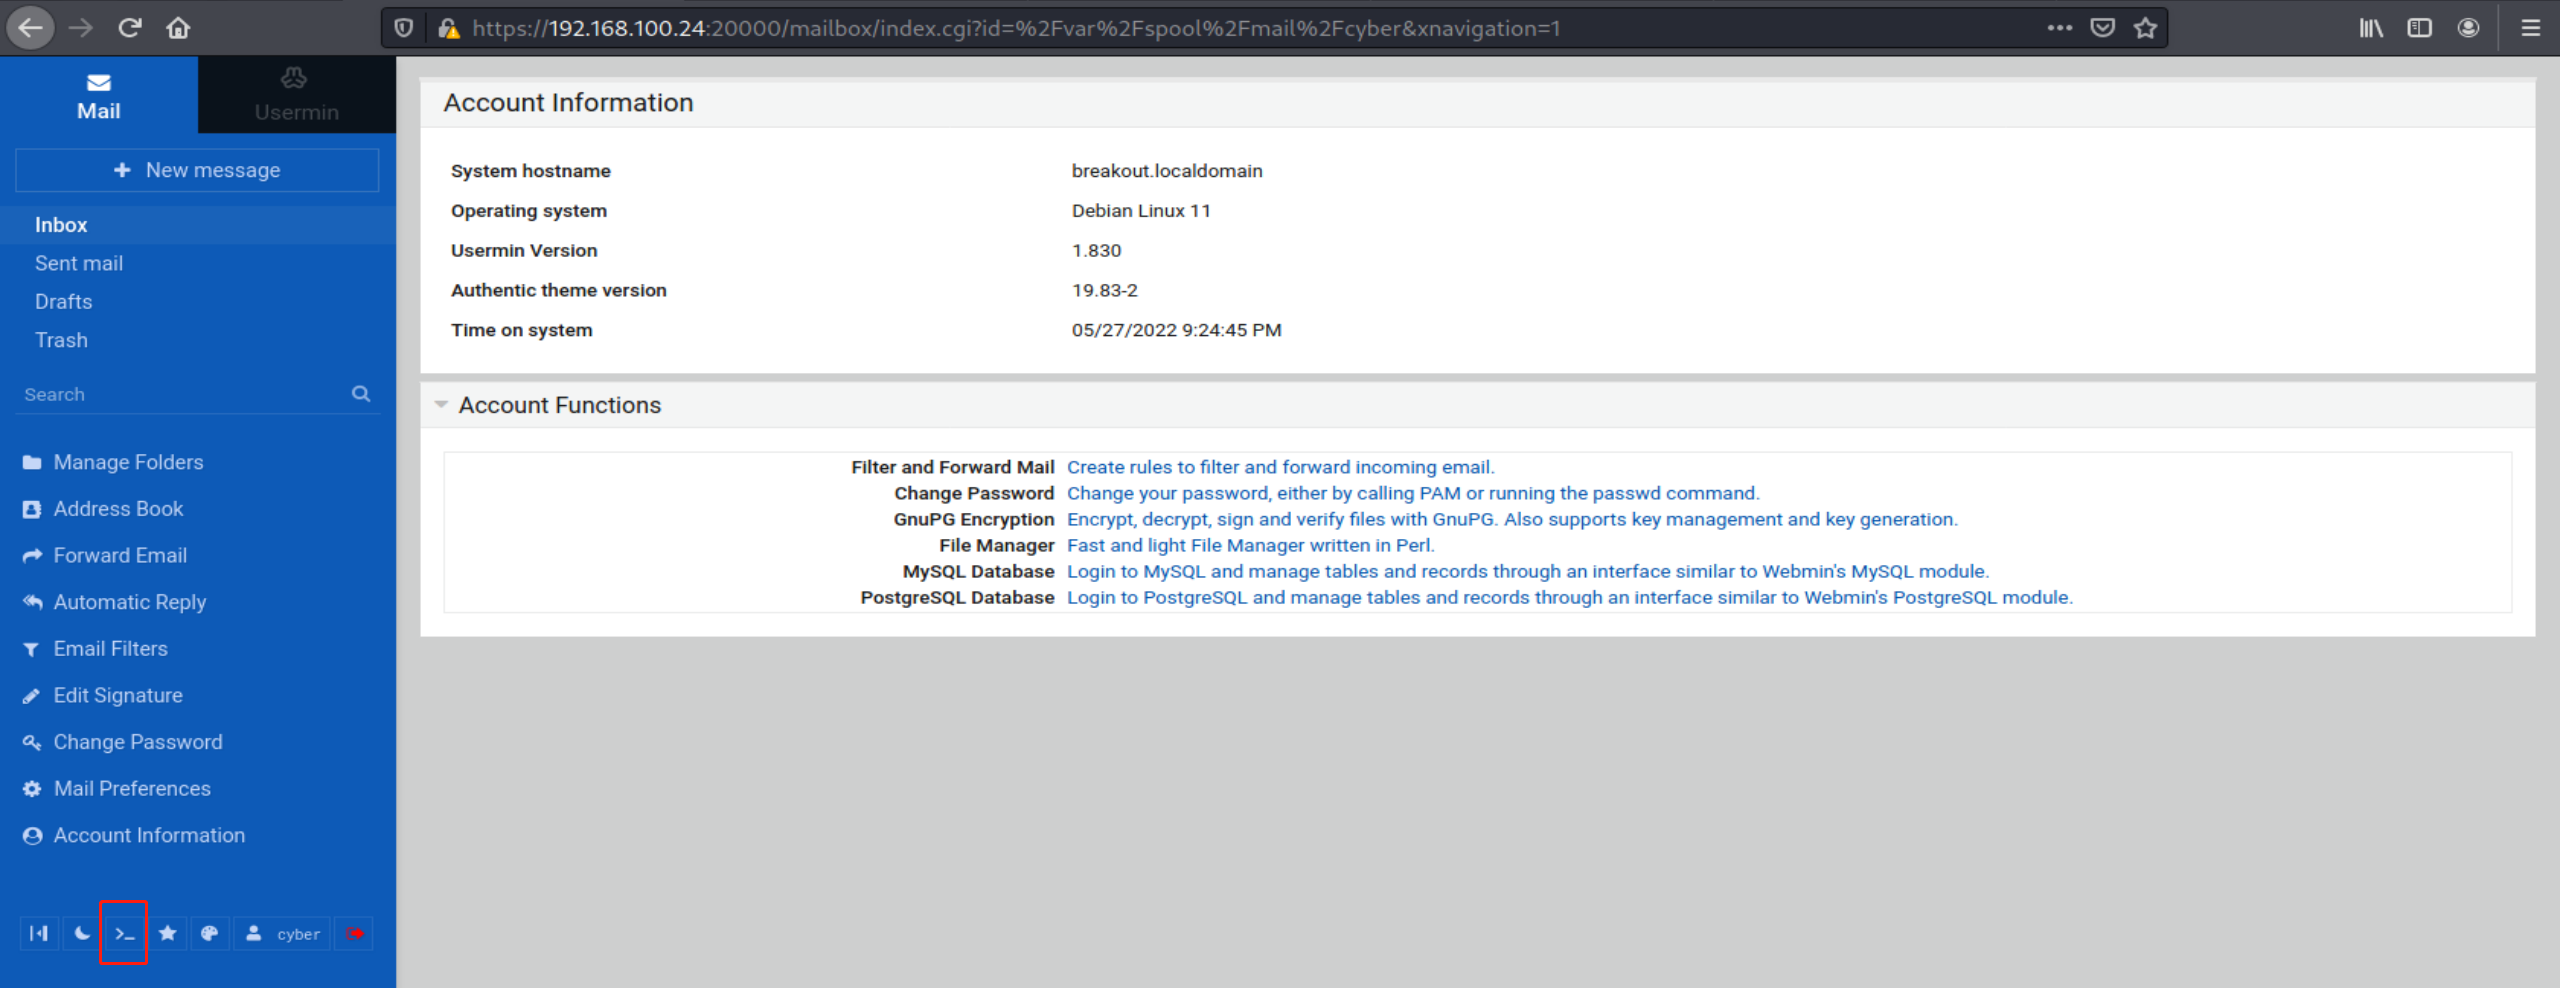 https://192.168.100.24:20000/mailbox/index.cgi?id=%2Fvar%2Fspool%2Fmail%2Fcyber&xnavigation=1
Mail
Usermin
New message
Inbox
Sent mail
Drafts
Trash
Search
Manage Folders
Address Book
Forward Email
Automatic Reply
Email Filters
Edit Signature
Change Password
Mail Preferences
Account Information
cyber
Account Information
System hostname breakout.localdomain
Operating system Debian Linux 11
Usermin Version 1.830
Authentic theme version 19.83-2
Time on system 05/27/2022 9:24:45 PM
Account Functions
Filter and Forward Mail Create rules to filter and forward incoming email.
Change Password Change your password, either by calling PAM or running the passwd command.
GnuPG Encryption Encrypt, decrypt, sign and verify files with GnuPG. Also supports key management and key generation.
File Manager Fast and light File Manager written in Perl.
MySQL Database Login to MySQL and manage tables and records through an interface similar to Webmin's MySQL module.
PostgreSQL Database Login to PostgreSQL and manage tables and records through an interface similar to Webmin's PostgreSQL module.